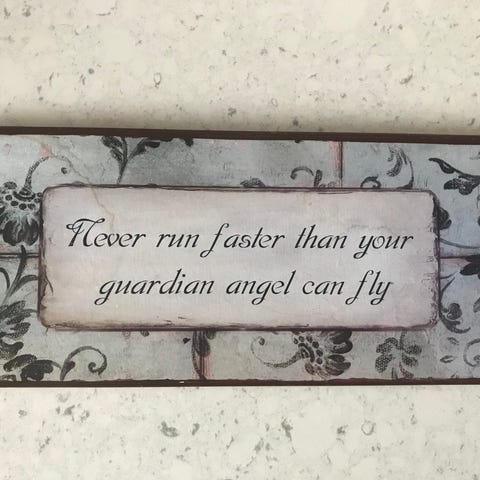 Never run faster than your
guardian angel can fly